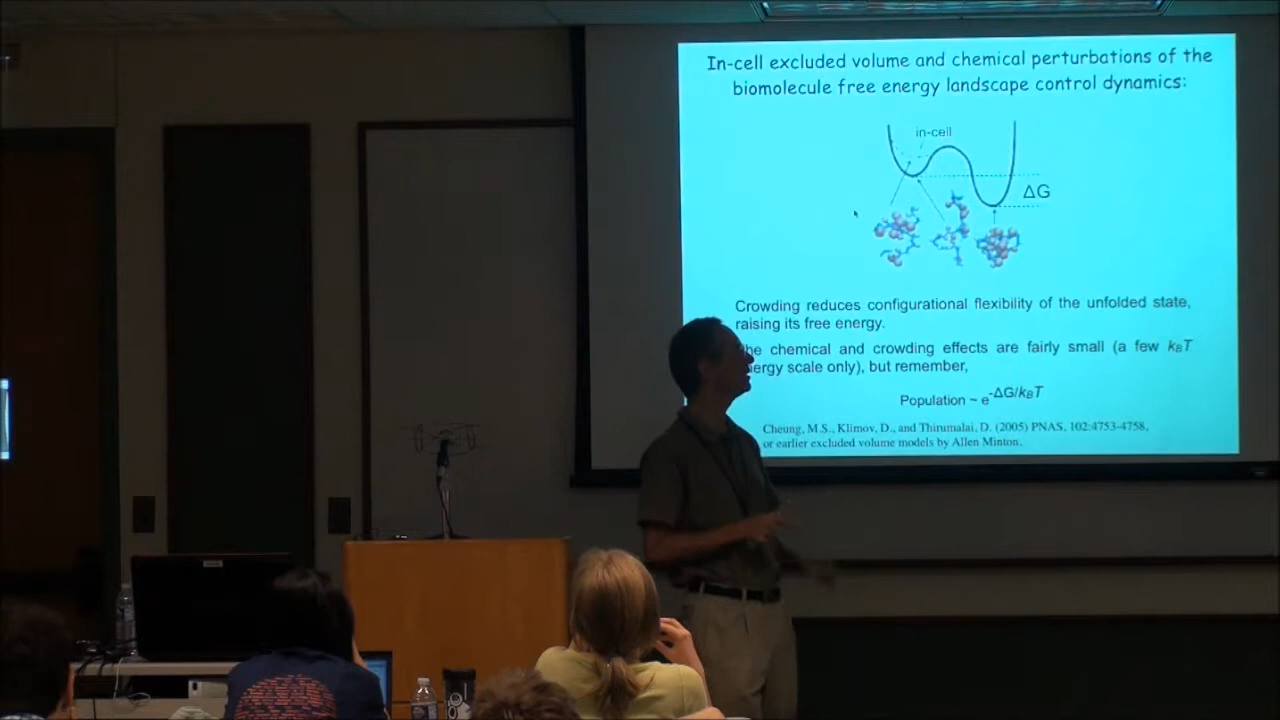 In-cell excluded volume and chemical perturbations of the
biomolecule free energy landscape control dynamics:
in-cell
ΔG
Crowding reduces configurational flexibility of the unfolded state,
raising its free energy.
he chemical and crowding effects are fairly small (a few kBT
ergy scale only), but remember,
Population ~ e-ΔG/kBT
Cheung, M.S., Klimov, D., and Thirumalai, D. (2005) PNAS, 102:4753-4758,
or earlier excluded volume models by Allen Minton.